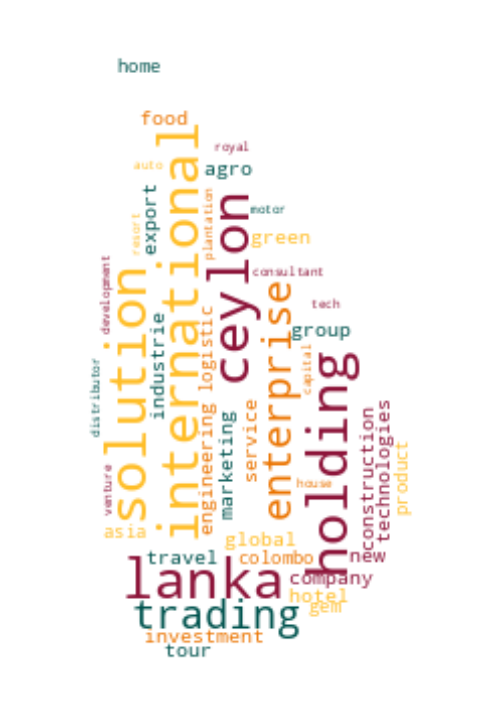 home
food
royal
auto
agro
international
export
plantation
ceylon
motor
resort
green
development
solution
consultant
enterprise
tech
industrie
logistic
group
capital
holding
distributor
engineering
marketing
service
construction
technologies
product
venture
house
asia
global
travel
colombo
new
lanka
company
hotel
gem
trading
investment
tour